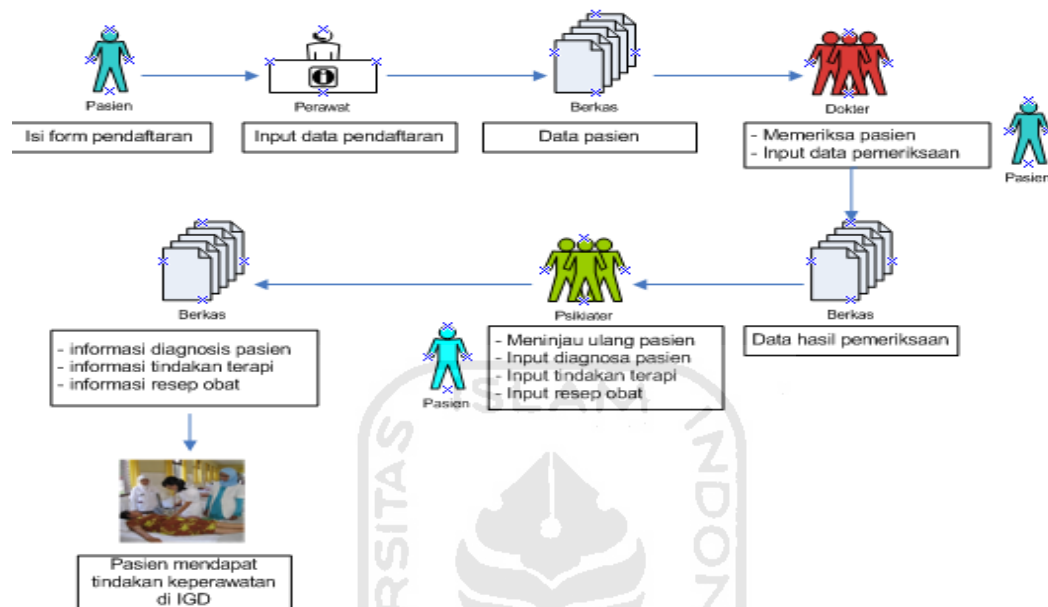 Pasien
Isi form pendaftaran
Perawat
Input data pendaftaran
Berkas
Data pasien
Dokter
- Memeriksa pasien
- Input data pemeriksaan
Pasien
Berkas
Data hasil pemeriksaan
Psikiater
- Meninjau ulang pasien
- Input diagnosa pasien
- Input tindakan terapi
- Input resep obat
Pasien
Berkas
- informasi diagnosis pasien
- informasi tindakan terapi
- informasi resep obat
Pasien mendapat
tindakan keperawatan
di IGD
ISLAM